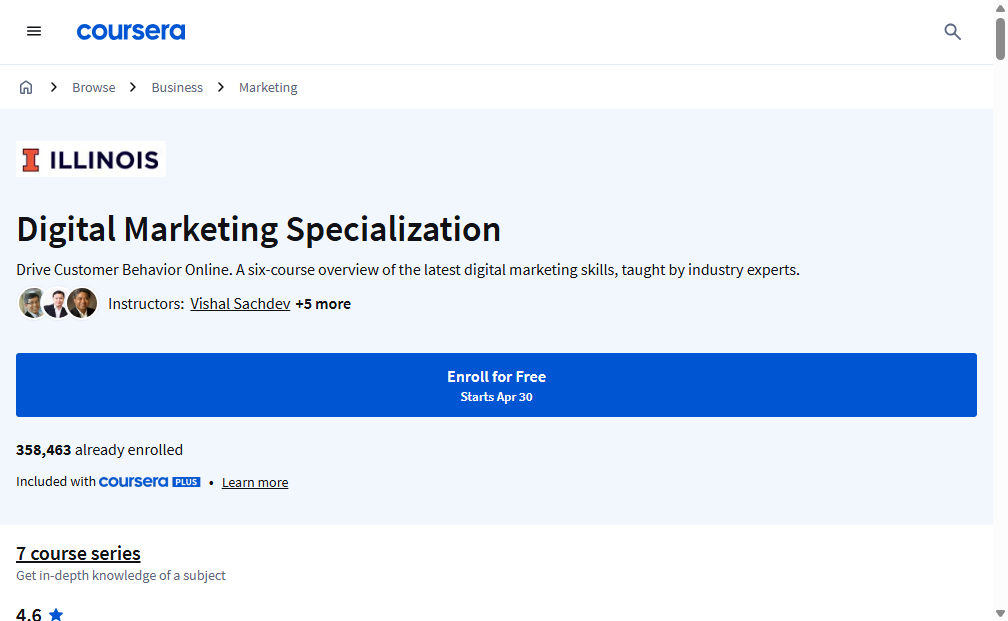 coursera
Browse
Business
Marketing
ILLINOIS
Digital Marketing Specialization
Drive Customer Behavior Online. A six-course overview of the latest digital marketing skills, taught by industry experts.
Instructors: Vishal Sachdev +5 more
Enroll for Free
Starts Apr 30
358,463 already enrolled
Included with coursera PLUS • Learn more
7 course series
Get in-depth knowledge of a subject
4.6